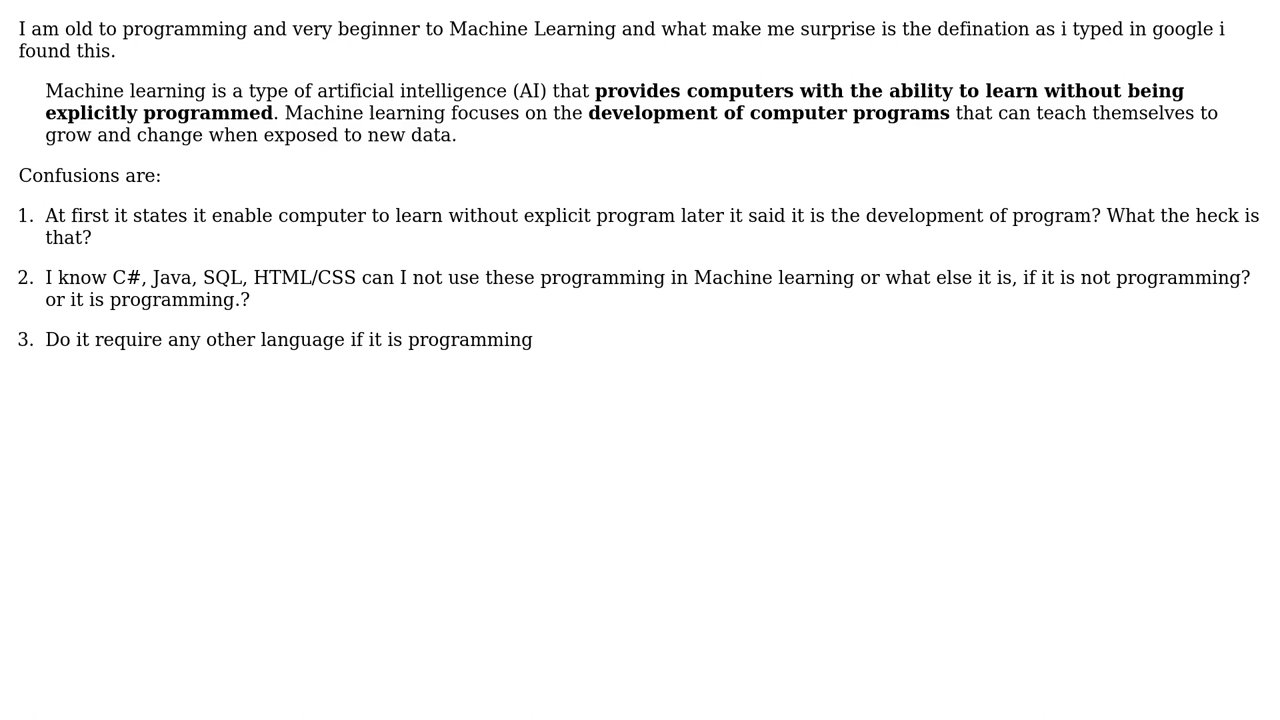 I am old to programming and very beginner to Machine Learning and what make me surprise is the defination as i typed in google i
found this.
Machine learning is a type of artificial intelligence (AI) that provides computers with the ability to learn without being
explicitly programmed. Machine learning focuses on the development of computer programs that can teach themselves to
grow and change when exposed to new data.
Confusions are:
1. At first it states it enable computer to learn without explicit program later it said it is the development of program? What the heck is
that?
2. I know C#, Java, SQL, HTML/CSS can I not use these programming in Machine learning or what else it is, if it is not programming?
or it is programming.?
3. Do it require any other language if it is programming